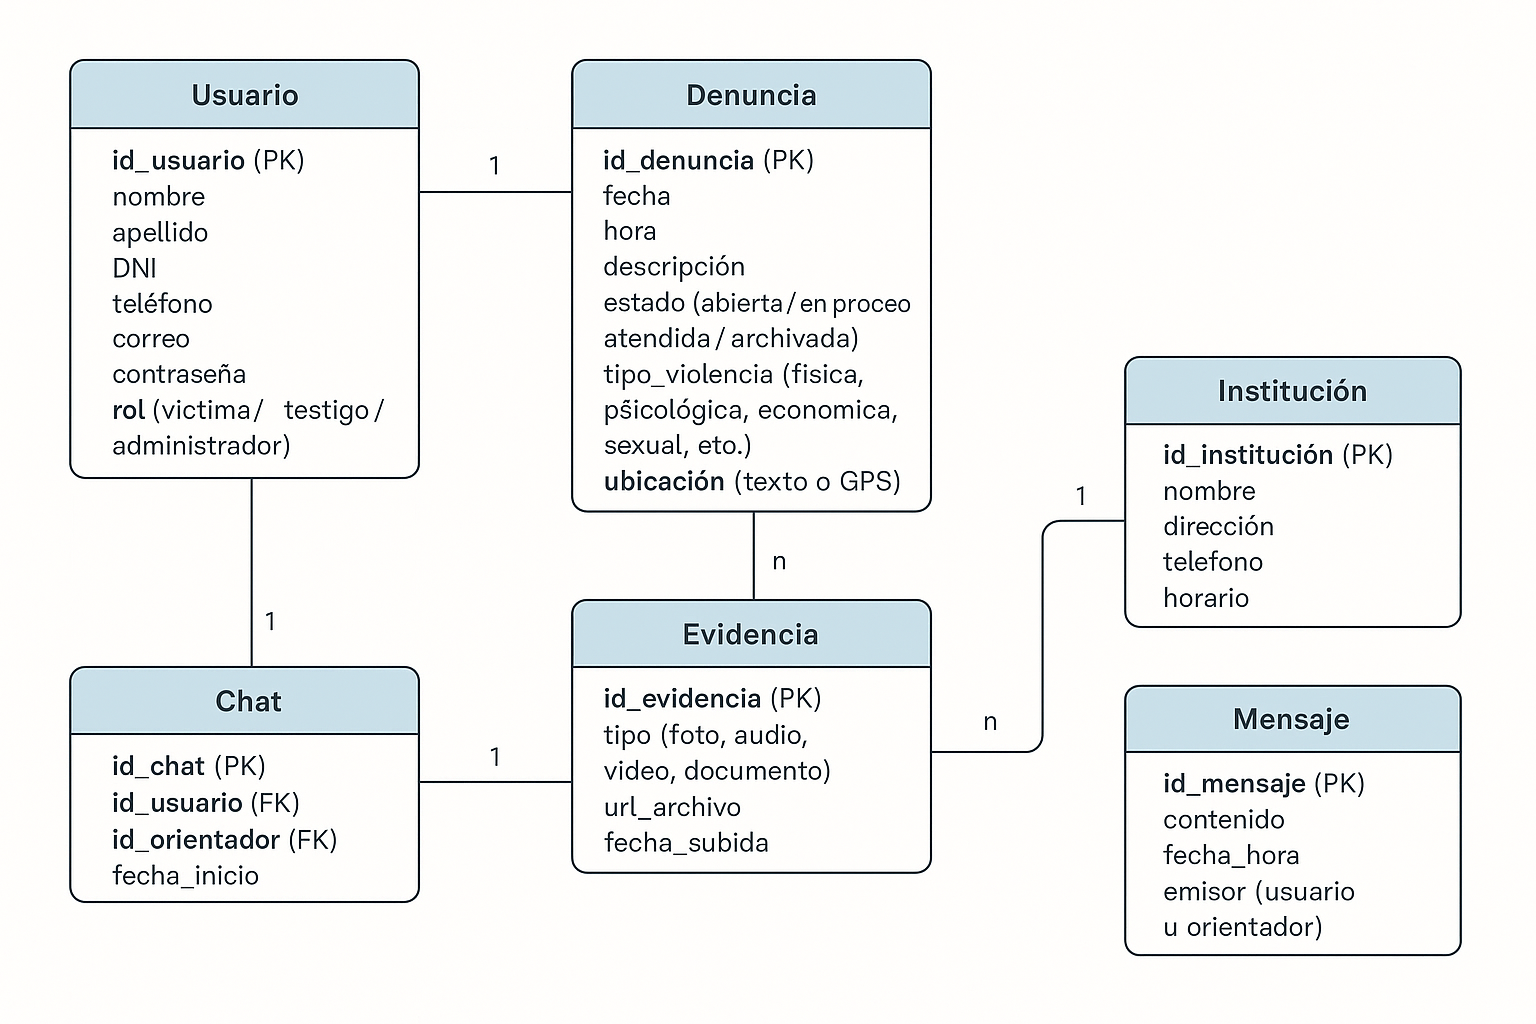 Usuario
id_usuario (PK)
nombre
apellido
DNI
teléfono
correo
contraseña
rol (victima/ testigo /
administrador)
1
Denuncia
id_denuncia (PK)
fecha
hora
descripción
estado (abierta / en proceo
atendida / archivada)
tipo_violencia (fisica,
ps̃icológica, economica,
sexual, eto.)
ubicación (texto o GPS)
1
n
Chat
id_chat (PK)
id_usuario (FK)
id_orientador (FK)
fecha_inicio
1
Evidencia
id_evidencia (PK)
tipo (foto, audio,
video, documento)
url_archivo
fecha_subida
n
1
Institución
id_institución (PK)
nombre
dirección
telefono
horario
Mensaje
id_mensaje (PK)
contenido
fecha_hora
emisor (usuario
u orientador)